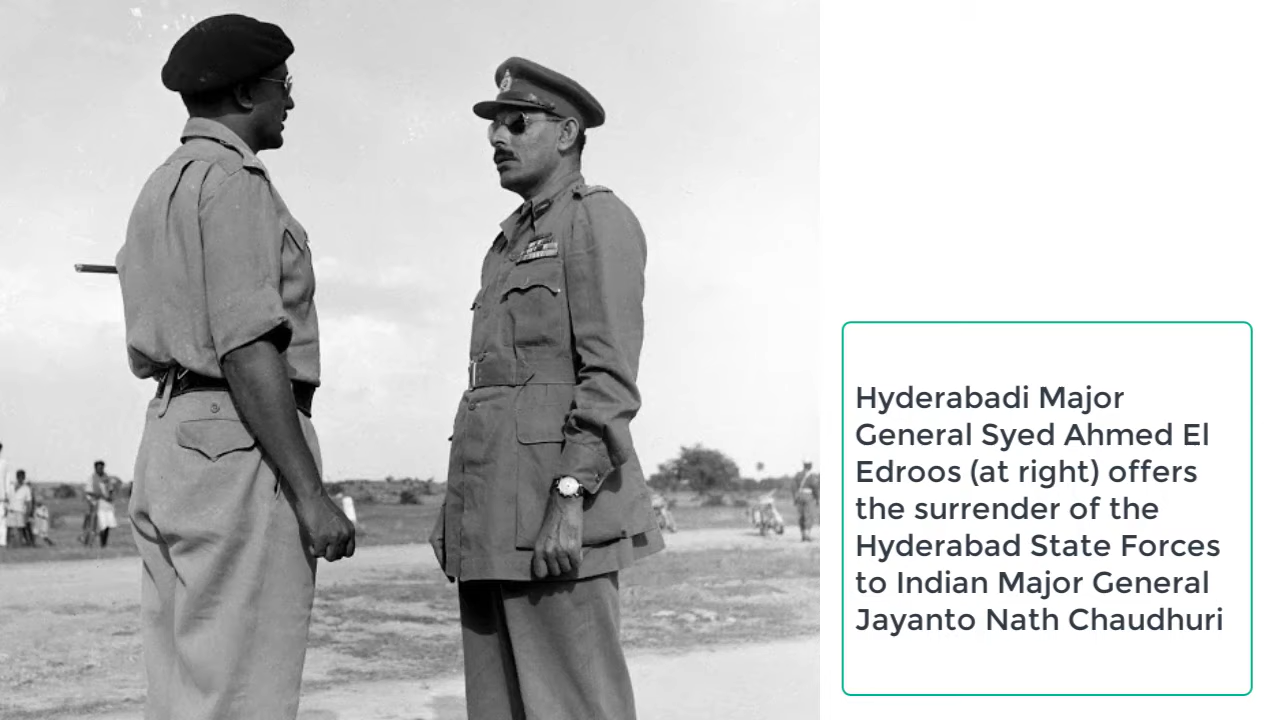 Hyderabadi Major
General Syed Ahmed El
Edroos (at right) offers
the surrender of the
Hyderabad State Forces
to Indian Major General
Jayanto Nath Chaudhuri